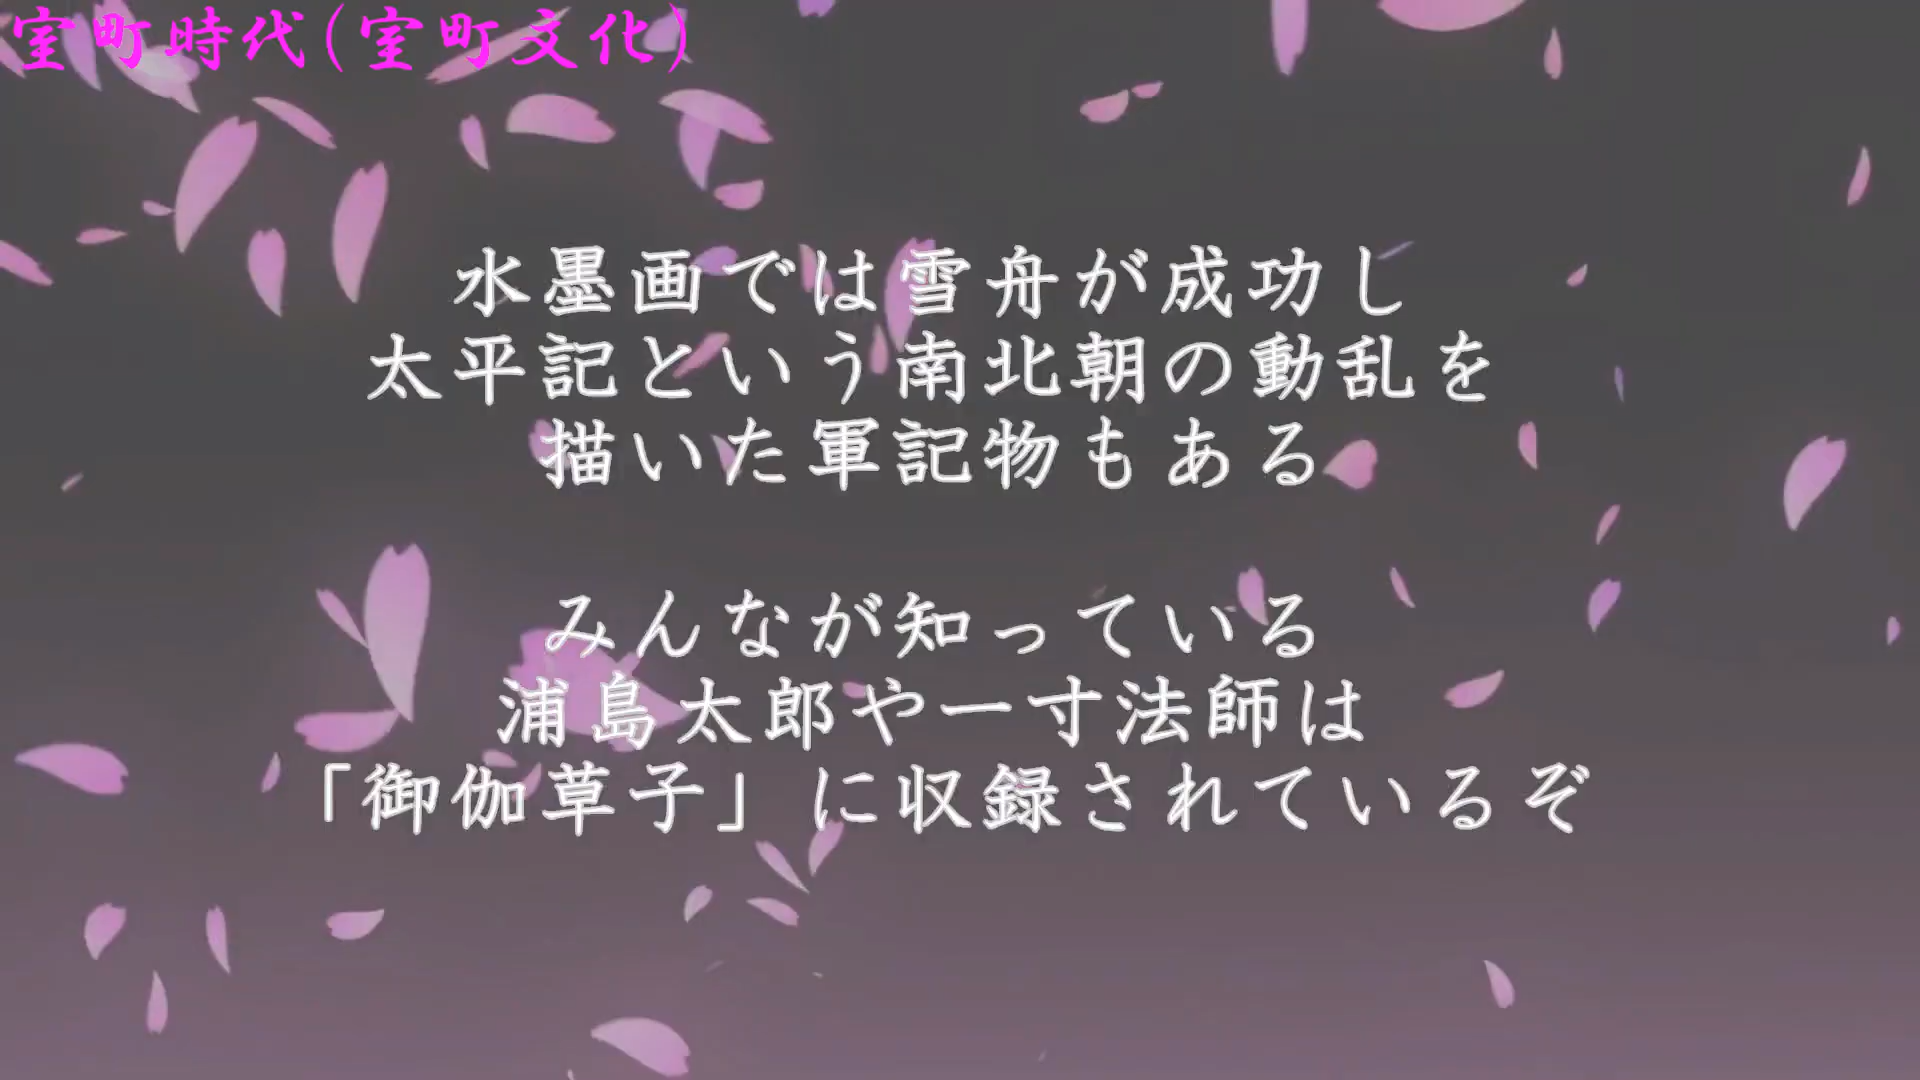 室町時代(室町文化)
水墨画では雪舟が成功し
太平記という南北朝の動乱を
描いた軍記物もある
みんなが知っている
浦島太郎や一寸法師は
「御伽草子」に収録されているぞ